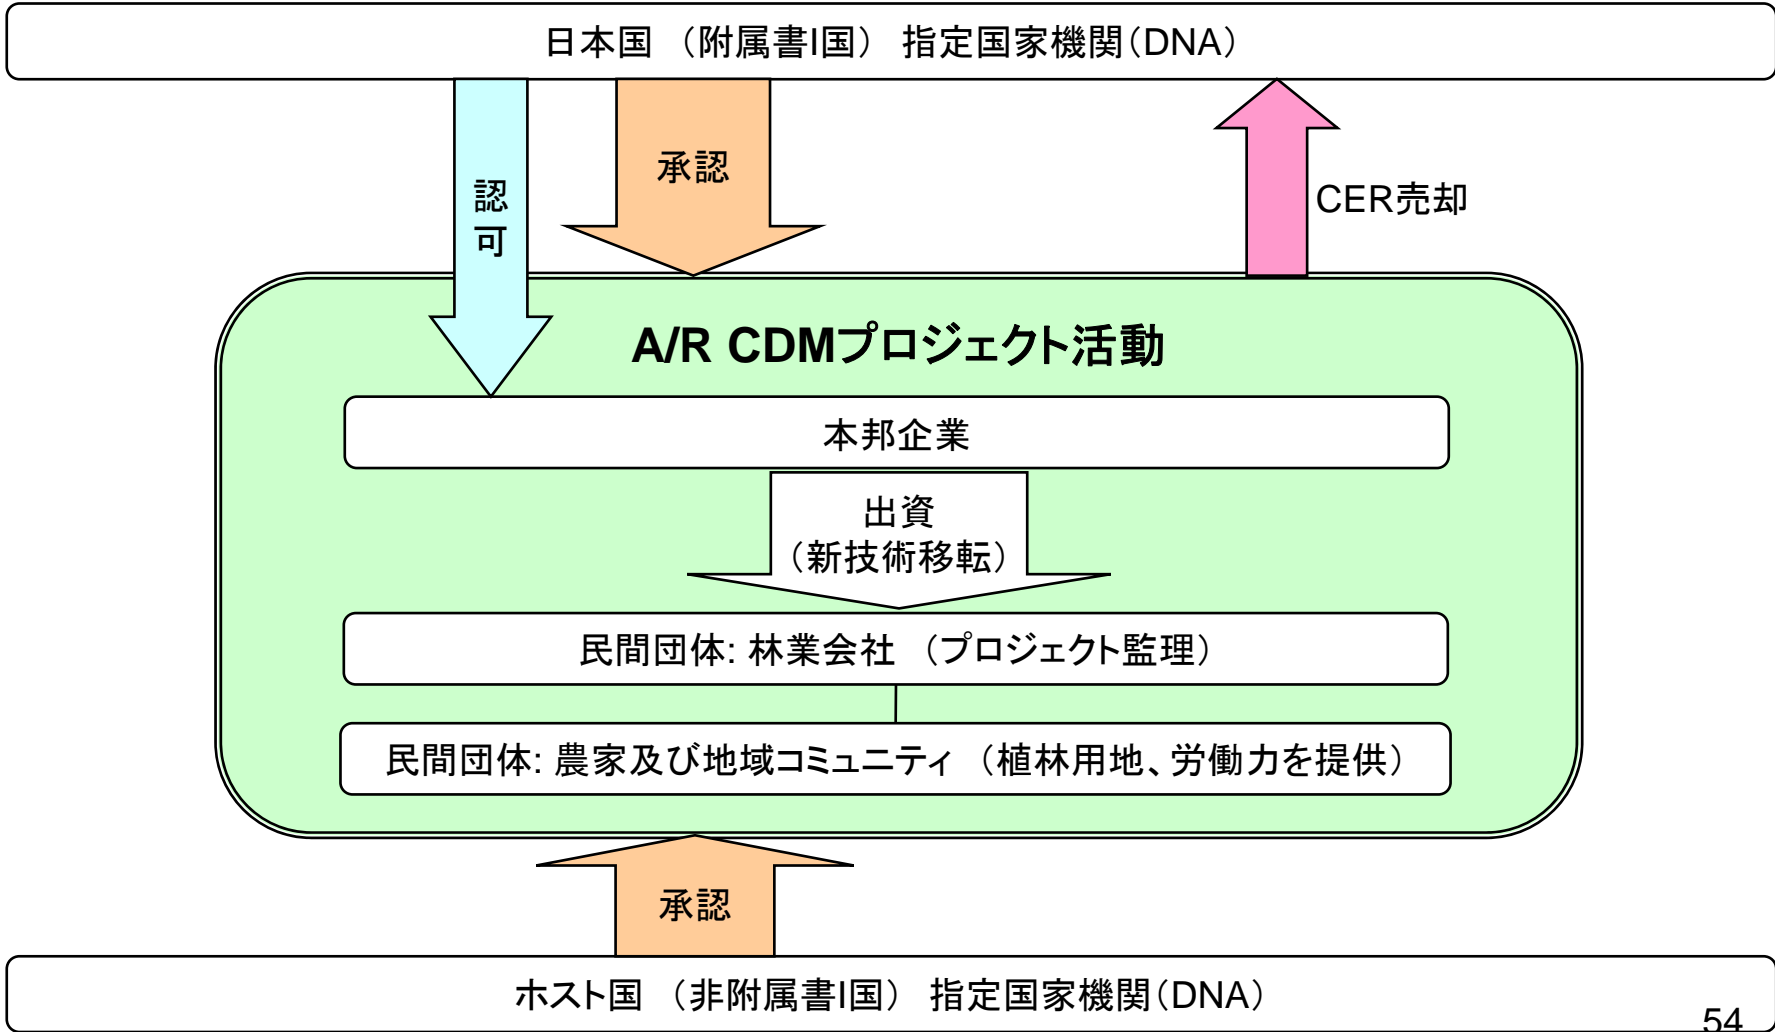 日本国 （附属書I国） 指定国家機関（DNA）
認
可
承認
CER売却
A/R CDMプロジェクト活動
本邦企業
出資
（新技術移転）
民間団体: 林業会社 （プロジェクト監理）
民間団体: 農家及び地域コミュニティ （植林用地、労働力を提供）
承認
ホスト国 （非附属書I国） 指定国家機関（DNA）
54